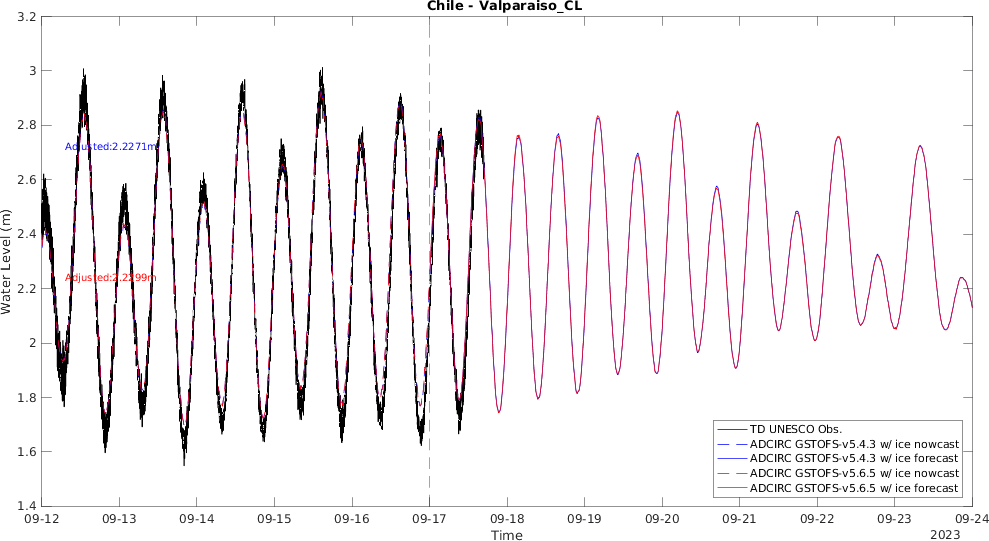 Chile - Valparaiso_CL
3.2
3
2.8
2.6
2.4
2.2
2
1.8
1.6
1.4
Water Level (m)
Adjusted:2.2271m
Adjusted:2.2299m
TD UNESCO Obs.
ADCIRC GSTOFS-v5.4.3 w/ ice nowcast
ADCIRC GSTOFS-v5.4.3 w/ ice forecast
ADCIRC GSTOFS-v5.6.5 w/ ice nowcast
ADCIRC GSTOFS-v5.6.5 w/ ice forecast
09-12 09-13 09-14 09-15 09-16 09-17 09-18 09-19 09-20 09-21 09-22 09-23 09-24
Time
2023